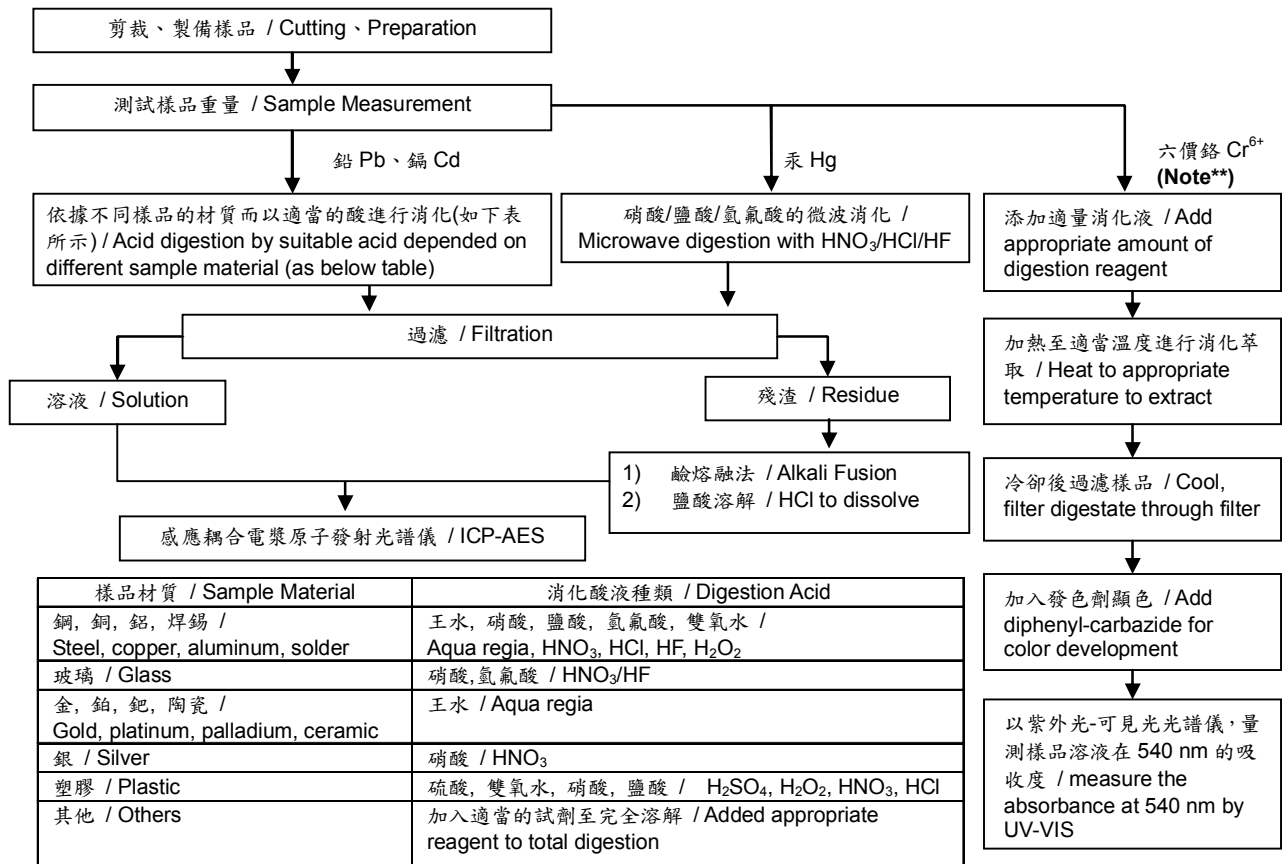 剪裁、製備樣品 / Cutting、Preparation
測試樣品重量 / Sample Measurement
鉛 Pb、鎘 Cd
汞 Hg
六價鉻 Cr⁶⁺
(Note**)
依據不同樣品的材質而以適當的酸進行消化(如下表
所示) / Acid digestion by suitable acid depended on
different sample material (as below table)
硝酸/鹽酸/氫氟酸的微波消化 /
Microwave digestion with HNO₃/HCl/HF
添加適量消化液 / Add
appropriate amount of
digestion reagent
過濾 / Filtration
加熱至適當溫度進行消化萃
取 / Heat to appropriate
temperature to extract
溶液 / Solution
殘渣 / Residue
1) 鹼熔融法 / Alkali Fusion
2) 鹽酸溶解 / HCl to dissolve
冷卻後過濾樣品 / Cool,
filter digestate through filter
感應耦合電漿原子發射光譜儀 / ICP-AES
加入發色劑顯色 / Add
diphenyl-carbazide for
color development
以紫外光-可見光光譜儀，量
測樣品溶液在 540 nm 的吸
收度 / measure the
absorbance at 540 nm by
UV-VIS
樣品材質 / Sample Material
消化酸液種類 / Digestion Acid
鋼, 銅, 鋁, 焊錫 /
Steel, copper, aluminum, solder
王水, 硝酸, 鹽酸, 氫氟酸, 雙氧水 /
Aqua regia, HNO₃, HCl, HF, H₂O₂
玻璃 / Glass
硝酸,氫氟酸 / HNO₃/HF
金, 鉑, 鈀, 陶瓷 /
Gold, platinum, palladium, ceramic
王水 / Aqua regia
銀 / Silver
硝酸 / HNO₃
塑膠 / Plastic
硫酸, 雙氧水, 硝酸, 鹽酸 / H₂SO₄, H₂O₂, HNO₃, HCl
其他 / Others
加入適當的試劑至完全溶解 / Added appropriate
reagent to total digestion